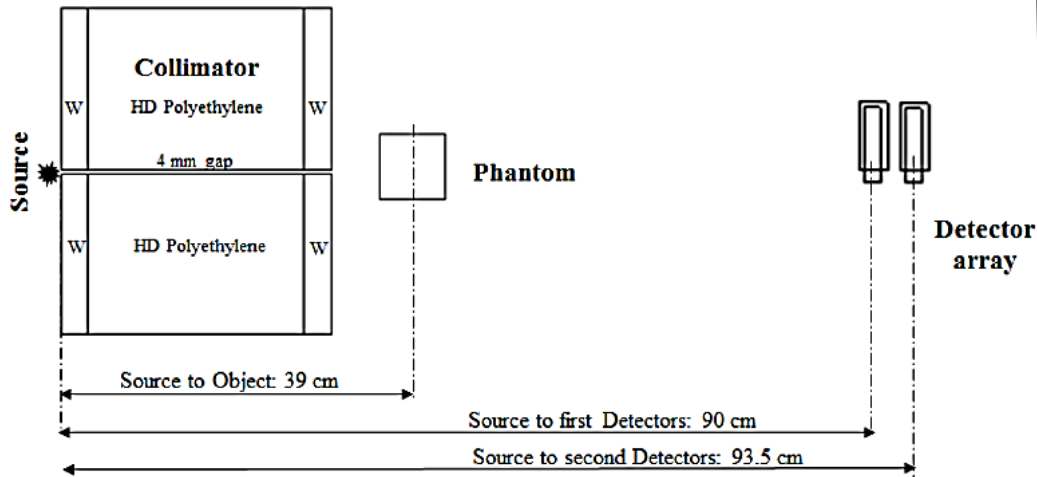 Collimator
W HD Polyethylene W
4 mm gap
Source
Phantom
W HD Polyethylene W
Detector
array
Source to Object: 39 cm
Source to first Detectors: 90 cm
Source to second Detectors: 93.5 cm